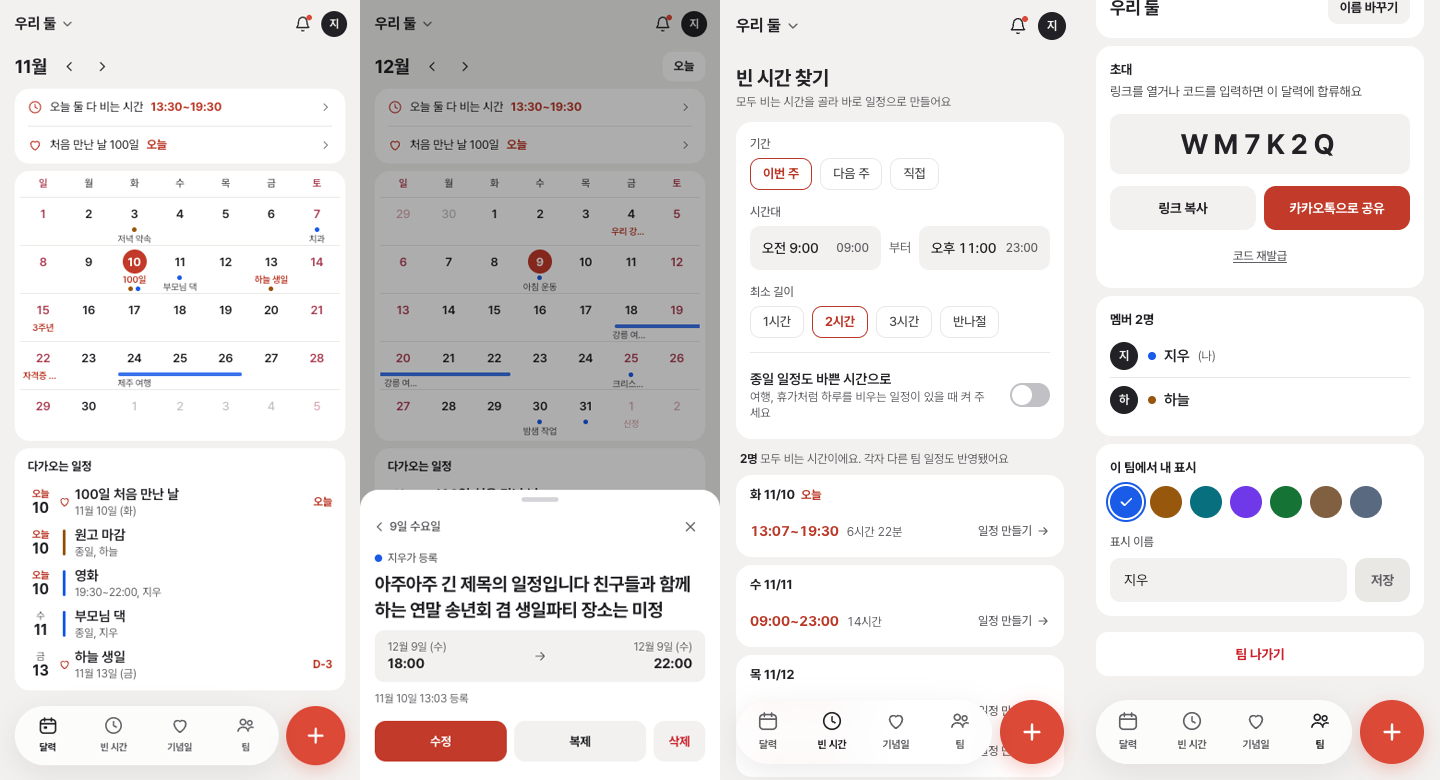 우리 둘
지
11월
오늘 둘 다 비는 시간 13:30~19:30
처음 만난 날 100일 오늘
일 월 화 수 목 금 토
1 2 3 4 5 6 7
저녁 약속 치과
8 9 10 11 12 13 14
100일 부모님 댁 하늘 생일
15 16 17 18 19 20 21
3주년
22 23 24 25 26 27 28
자격증 ... 제주 여행
29 30 1 2 3 4 5
다가오는 일정
오늘 10 100일 처음 만난 날 오늘
11월 10일 (화)
오늘 10 원고 마감
종일, 하늘
오늘 10 영화
19:30~22:00, 지우
수 11 부모님 댁
종일, 지우
금 13 하늘 생일 D-3
11월 13일 (금)
달력 빈 시간 기념일 팀
우리 둘
지
12월 오늘
오늘 둘 다 비는 시간 13:30~19:30
처음 만난 날 100일 오늘
일 월 화 수 목 금 토
29 30 1 2 3 4 5
우리 강...
6 7 8 9 10 11 12
아침 운동
13 14 15 16 17 18 19
강릉 여...
20 21 22 23 24 25 26
강릉 여... 크리스...
27 28 29 30 31 1 2
밤샘 작업 신정
다가오는 일정
9일 수요일
지우가 등록
아주아주 긴 제목의 일정입니다 친구들과 함께
하는 연말 송년회 겸 생일파티 장소는 미정
12월 9일 (수) 12월 9일 (수)
18:00 22:00
11월 10일 13:03 등록
수정 복제 삭제
우리 둘
지
빈 시간 찾기
모두 비는 시간을 골라 바로 일정으로 만들어요
기간
이번 주 다음 주 직접
시간대
오전 9:00 09:00 부터 오후 11:00 23:00
최소 길이
1시간 2시간 3시간 반나절
종일 일정도 바쁜 시간으로
여행, 휴가처럼 하루를 비우는 일정이 있을 때 켜 주
세요
2명 모두 비는 시간이에요. 각자 다른 팀 일정도 반영됐어요
화 11/10 오늘
13:07~19:30 6시간 22분 일정 만들기
수 11/11
09:00~23:00 14시간 일정 만들기
목 11/12
달력 빈 시간 기념일 팀
우리 둘 이름 바꾸기
초대
링크를 열거나 코드를 입력하면 이 달력에 합류해요
WM7K2Q
링크 복사 카카오톡으로 공유
코드 재발급
멤버 2명
지 지우 (나)
하 하늘
이 팀에서 내 표시
표시 이름
지우 저장
팀 나가기
달력 빈 시간 기념일 팀